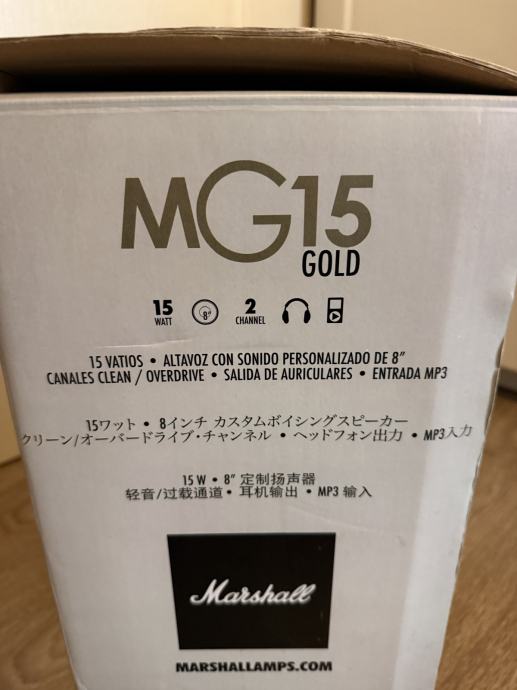 MG15
GOLD
15 WATT 8" 2 CHANNEL
15 VATIOS • ALTAVOZ CON SONIDO PERSONALIZADO DE 8"
CANALES CLEAN / OVERDRIVE • SALIDA DE AURICULARES • ENTRADA MP3
15ワット • 8インチ カスタムボイシングスピーカー
クリーン/オーバードライブ・チャンネル • ヘッドフォン出力 • MP3入力
15 W • 8" 定制扬声器
轻音/过载通道 • 耳机输出 • MP3 输入
Marshall
MARSHALLAMPS.COM